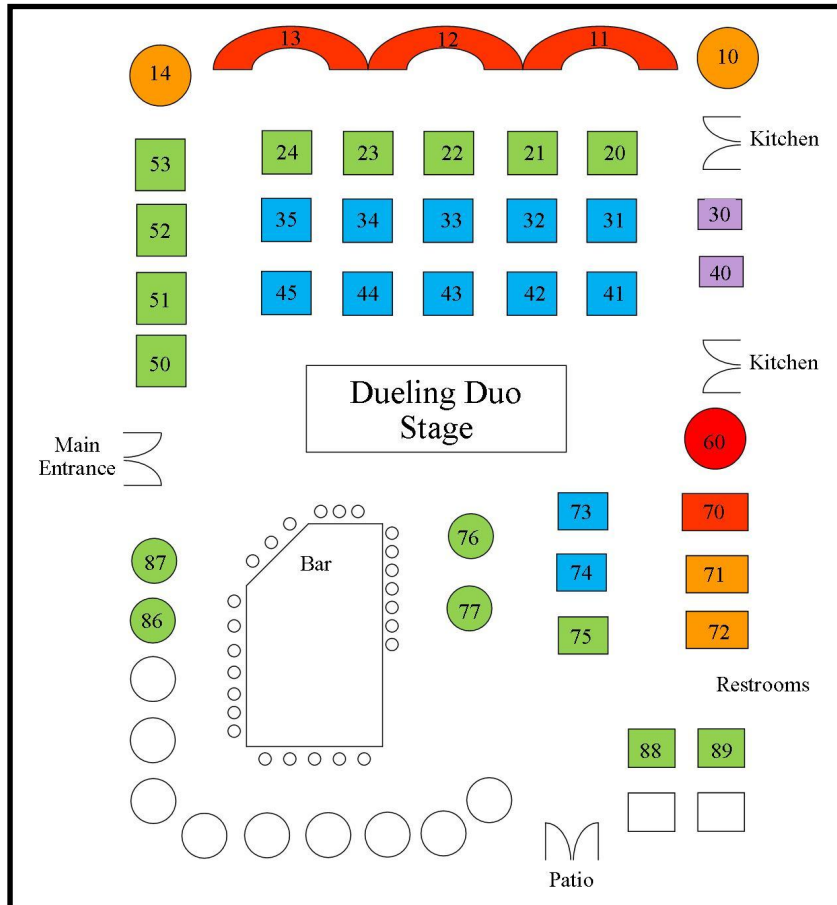 13 12 11
14 10
53 24 23 22 21 20 Kitchen
52 35 34 33 32 31 30
51 45 44 43 42 41 40
50 Kitchen
Dueling Duo
Stage
Main
Entrance
60
73 70
76
87 Bar 74 71
86 77 75 72
Restrooms
88 89
Patio